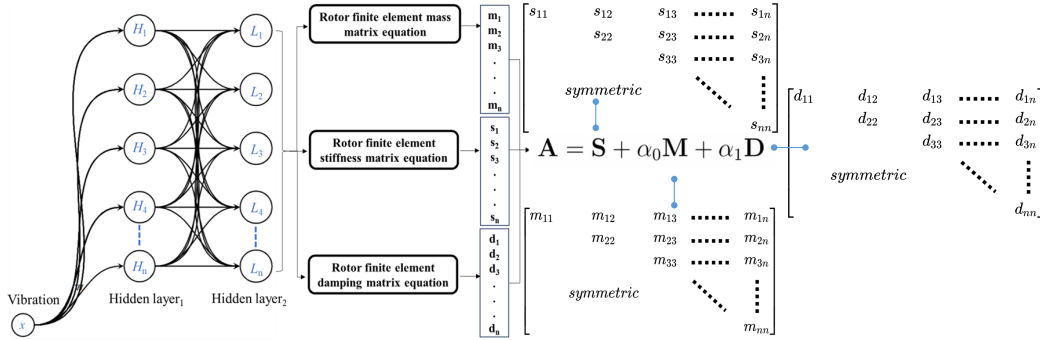 Vibration
x
H₁
H₂
H₃
H₄
Hₙ
Hidden layer₁
L₁
L₂
L₃
L₄
Lₙ
Hidden layer₂
Rotor finite element mass
matrix equation
Rotor finite element
stiffness matrix equation
Rotor finite element
damping matrix equation
m₁
m₂
m₃
.
.
.
mₙ
s₁
s₂
s₃
.
.
.
sₙ
d₁
d₂
d₃
.
.
.
dₙ
s₁₁ s₁₂ s₁₃ s₁ₙ
s₂₂ s₂₃ s₂ₙ
s₃₃ s₃ₙ
symmetric
sₙₙ
A = S + α₀M + α₁D
m₁₁ m₁₂ m₁₃ m₁ₙ
m₂₂ m₂₃ m₂ₙ
m₃₃ m₃ₙ
symmetric
mₙₙ
d₁₁ d₁₂ d₁₃ d₁ₙ
d₂₂ d₂₃ d₂ₙ
d₃₃ d₃ₙ
symmetric
dₙₙ